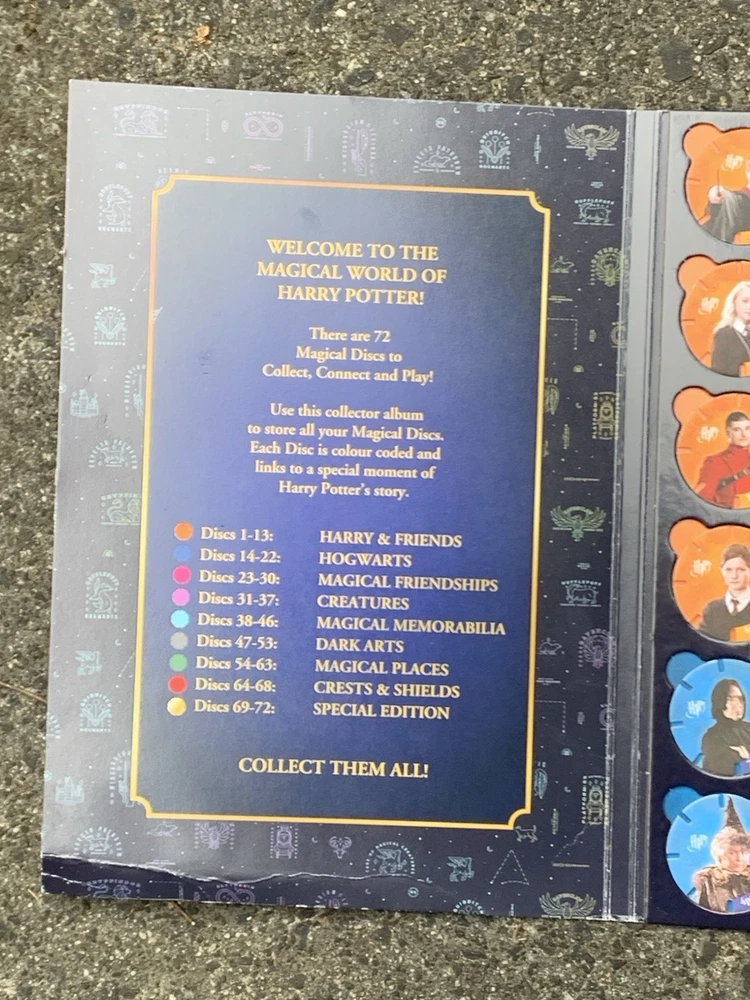 WELCOME TO THE
MAGICAL WORLD OF
HARRY POTTER!
There are 72
Magical Discs to
Collect, Connect and Play!
Use this collector album
to store all your Magical Discs.
Each Disc is colour coded and
links to a special moment of
Harry Potter's story.
Discs 1-13: HARRY & FRIENDS
Discs 14-22: HOGWARTS
Discs 23-30: MAGICAL FRIENDSHIPS
Discs 31-37: CREATURES
Discs 38-46: MAGICAL MEMORABILIA
Discs 47-53: DARK ARTS
Discs 54-63: MAGICAL PLACES
Discs 64-68: CRESTS & SHIELDS
Discs 69-72: SPECIAL EDITION
COLLECT THEM ALL!